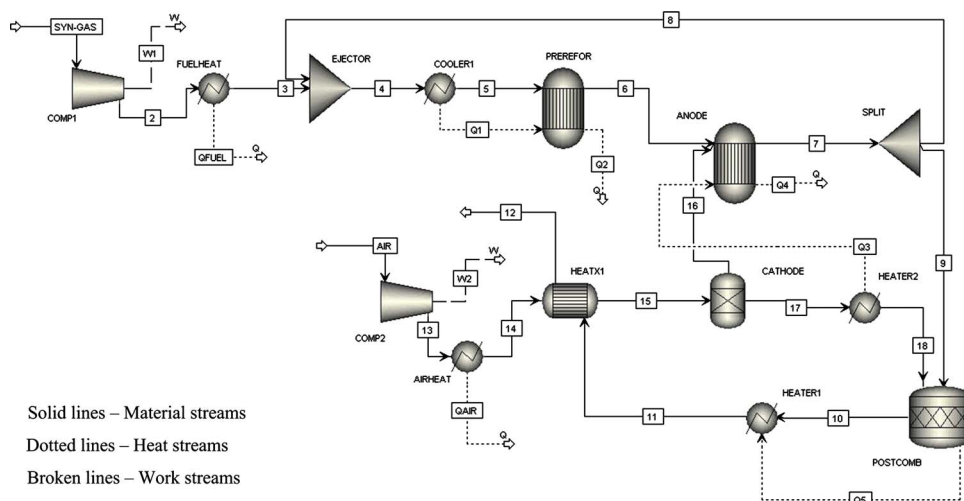 8
SYN-GAS
W
W1
FUELHEAT
EJECTOR
COOLER1
PREREFOR
COMP1
2
3
4
5
6
ANODE
SPLIT
7
QFUEL
Q
Q1
Q2
Q
Q4
Q
16
12
AIR
W
W2
HEATX1
CATHODE
Q3
HEATER2
9
COMP2
13
14
15
17
18
AIRHEAT
QAIR
Q
HEATER1
11
10
POSTCOMB
Q5
Solid lines – Material streams
Dotted lines – Heat streams
Broken lines – Work streams